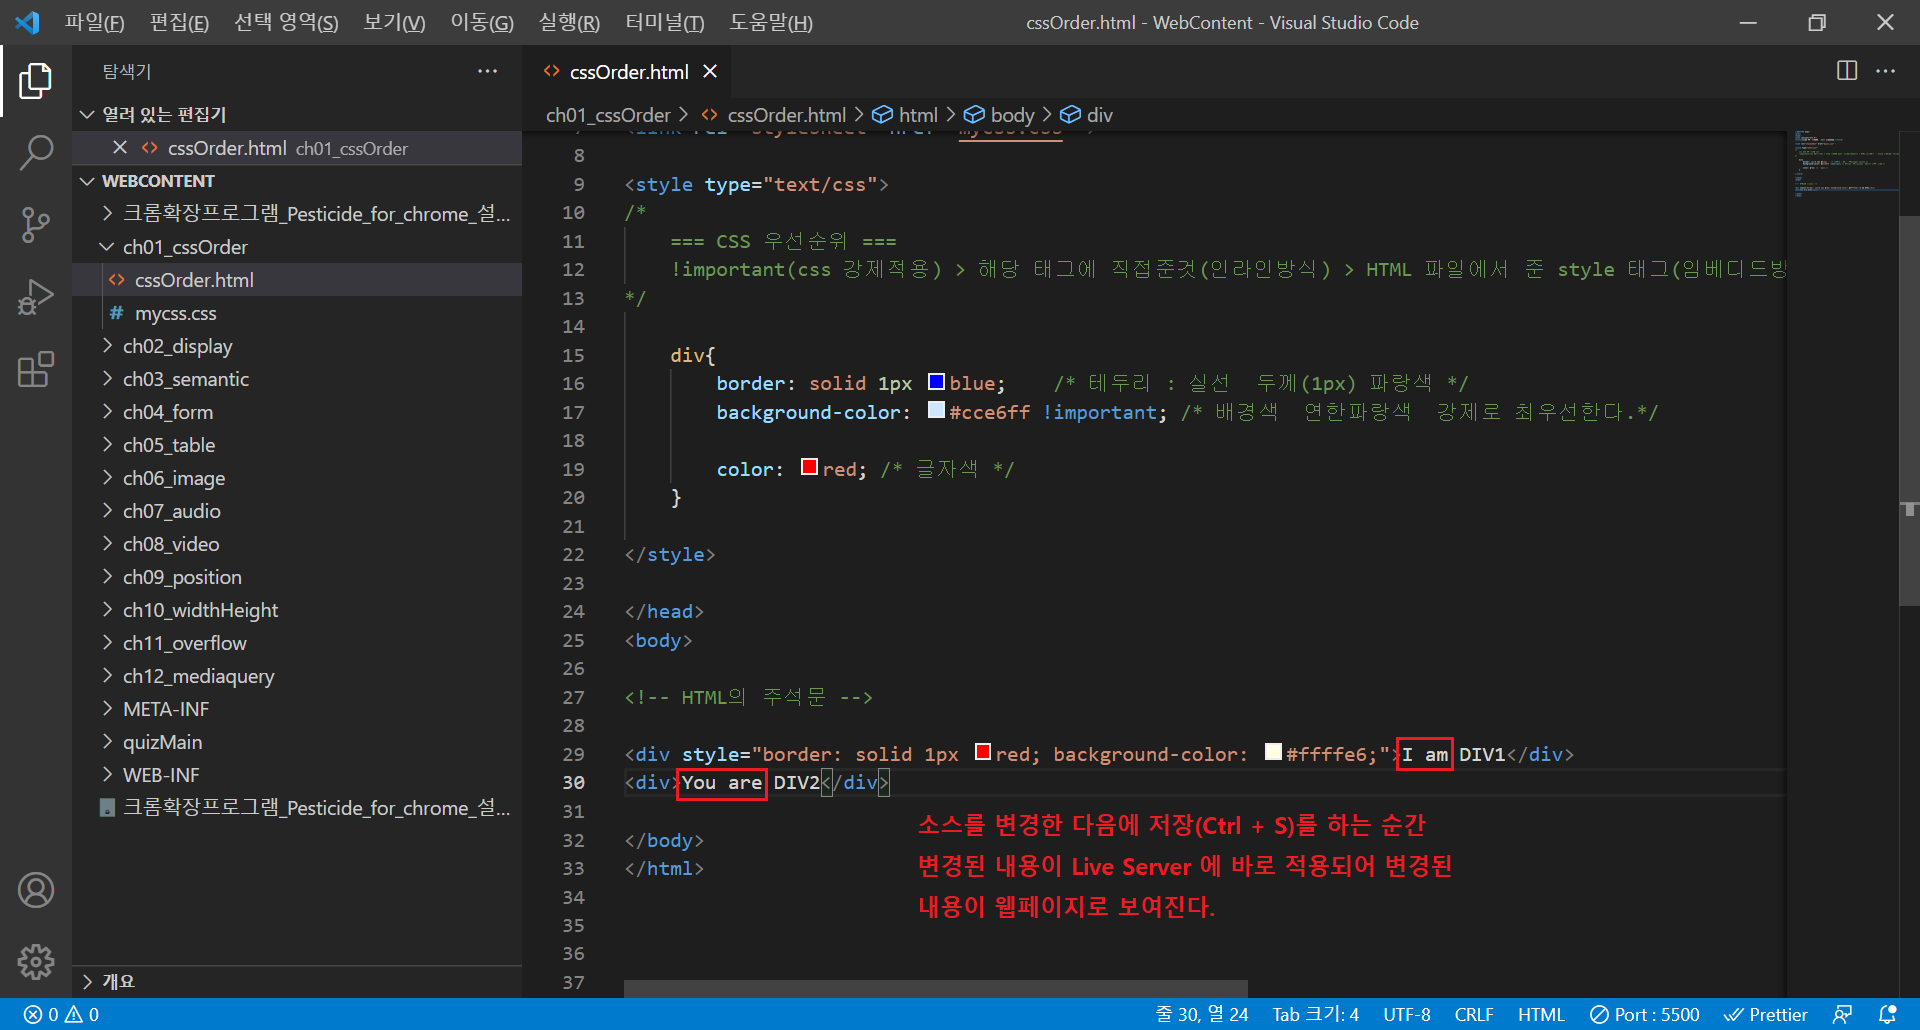 파일(F) 편집(E) 선택 영역(S) 보기(V) 이동(G) 실행(R) 터미널(T) 도움말(H) cssOrder.html - WebContent - Visual Studio Code
탐색기
열려 있는 편집기
cssOrder.html ch01_cssOrder
WEBCONTENT
크롬확장프로그램_Pesticide_for_chrome_설...
ch01_cssOrder
cssOrder.html
mycss.css
ch02_display
ch03_semantic
ch04_form
ch05_table
ch06_image
ch07_audio
ch08_video
ch09_position
ch10_widthHeight
ch11_overflow
ch12_mediaquery
META-INF
quizMain
WEB-INF
크롬확장프로그램_Pesticide_for_chrome_설...
개요
cssOrder.html
ch01_cssOrder > cssOrder.html > html > body > div
8
9 <style type="text/css">
10 /*
11 === CSS 우선순위 ===
12 !important(css 강제적용) > 해당 태그에 직접준것(인라인방식) > HTML 파일에서 준 style 태그(임베디드방
13 */
14
15 div{
16 border: solid 1px blue; /* 테두리 : 실선 두께(1px) 파랑색 */
17 background-color: #cce6ff !important; /* 배경색 연한파랑색 강제로 최우선한다.*/
18
19 color: red; /* 글자색 */
20 }
21
22 </style>
23
24 </head>
25 <body>
26
27 <!-- HTML의 주석문 -->
28
29 <div style="border: solid 1px red; background-color: #ffffe6;">I am DIV1</div>
30 <div>You are DIV2</div>
31
32 </body>
33 </html>
34
35
36
37
소스를 변경한 다음에 저장(Ctrl + S)를 하는 순간
변경된 내용이 Live Server 에 바로 적용되어 변경된
내용이 웹페이지로 보여진다.
0 0 줄 30, 열 24 Tab 크기: 4 UTF-8 CRLF HTML Port : 5500 Prettier